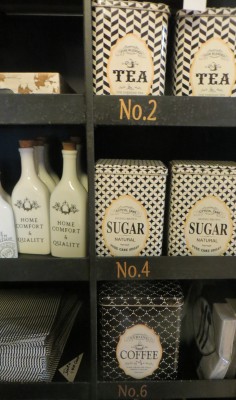 TEA
TEA
No.2
HOME
COMFORT
&
QUALITY
HOME
COMFORT
&
QUALITY
SUGAR
NATURAL
SUGAR
NATURAL
No.4
COFFEE
No.6